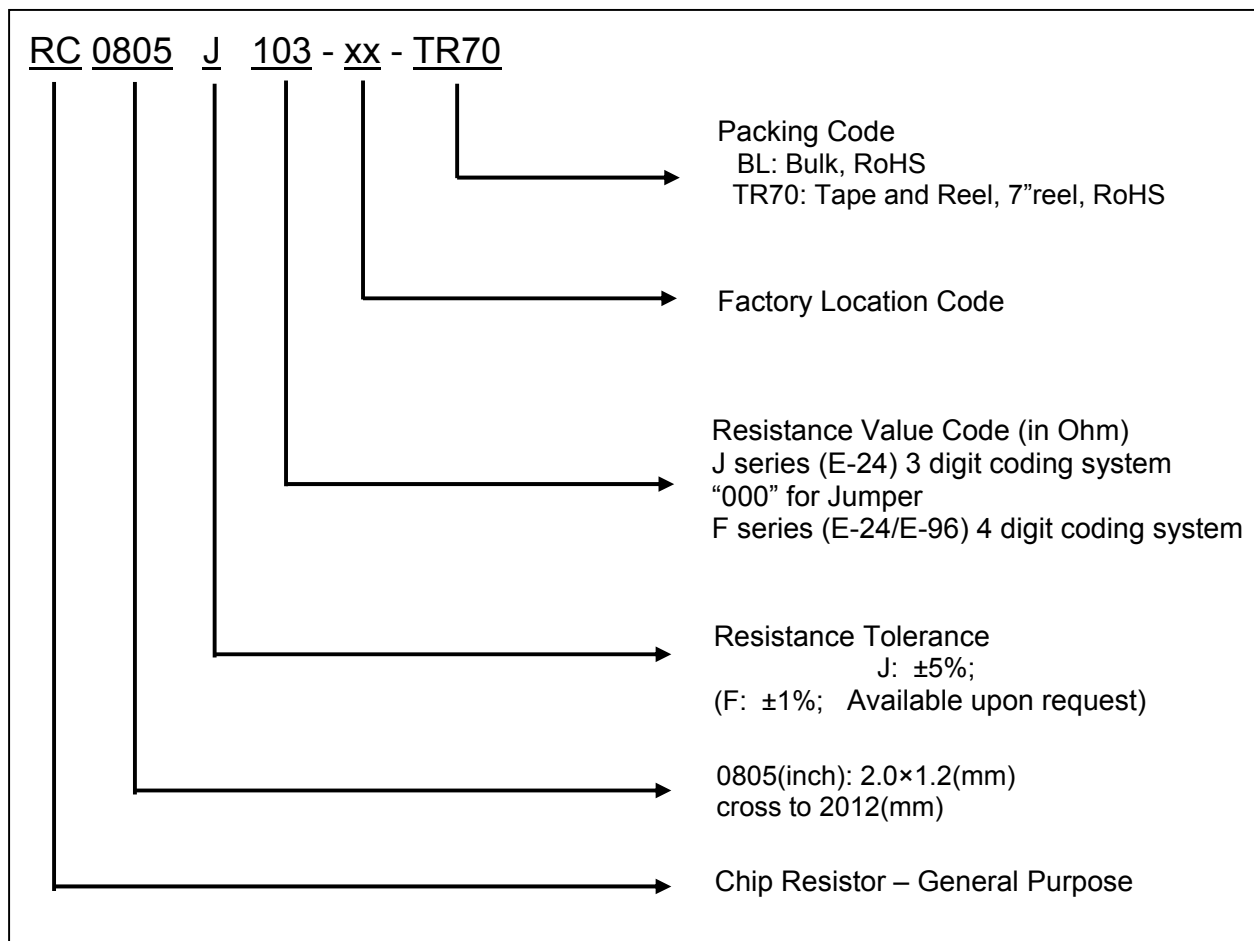 RC 0805 J 103 - xx - TR70
Packing Code
BL: Bulk, RoHS
TR70: Tape and Reel, 7”reel, RoHS
Factory Location Code
Resistance Value Code (in Ohm)
J series (E-24) 3 digit coding system
“000” for Jumper
F series (E-24/E-96) 4 digit coding system
Resistance Tolerance
J: ±5%;
(F: ±1%; Available upon request)
0805(inch): 2.0×1.2(mm)
cross to 2012(mm)
Chip Resistor – General Purpose